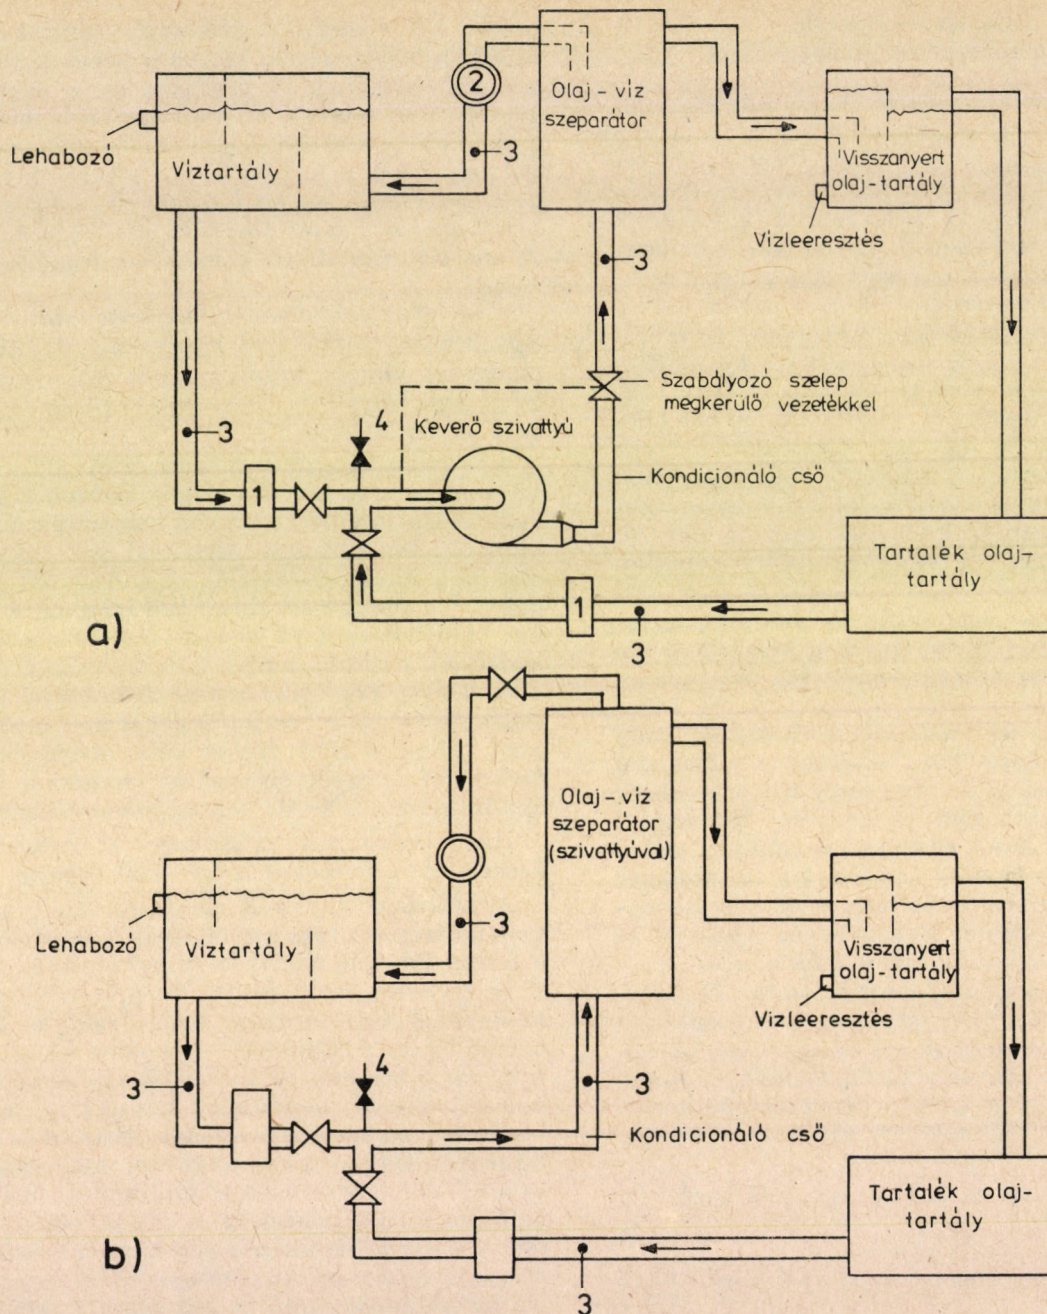 2
Olaj-víz
szeparátor
Lehabozó
Víztartály
3
Visszanyert
olaj-tartály
Vízleeresztés
3
Szabályozó szelep
megkerülő vezetékkel
3
4
Keverő szivattyú
Kondicionáló cső
1
Tartalék olaj-
tartály
1
3
a)
Olaj-víz
szeparátor
(szivattyúval)
3
Lehabozó
Víztartály
Visszanyert
olaj-tartály
Vízleeresztés
3
4
3
Kondicionáló cső
Tartalék olaj-
tartály
b)
3